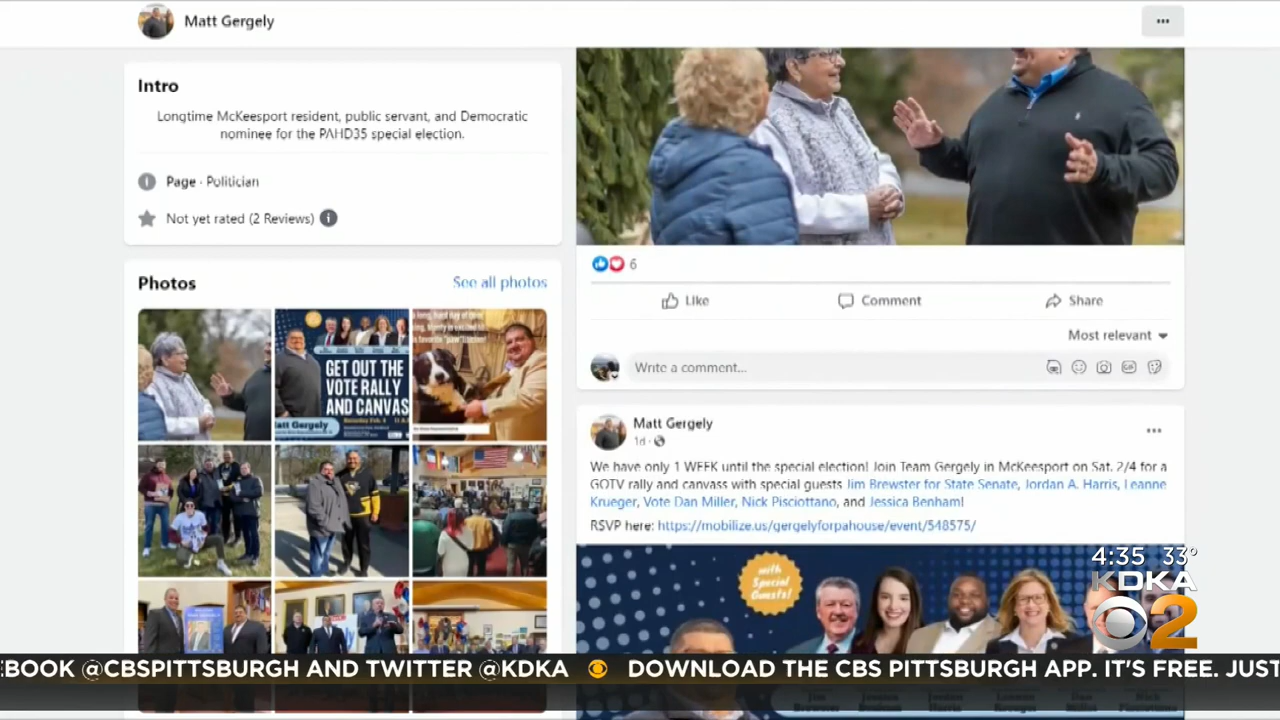 Matt Gergely
Intro
Longtime McKeesport resident, public servant, and Democratic
nominee for the PAHD35 special election.
Page · Politician
Not yet rated (2 Reviews)
Photos
See all photos
GET OUT THE
VOTE RALLY
AND CANVAS
6
Like
Comment
Share
Most relevant
Write a comment...
Matt Gergely
1d ·
We have only 1 WEEK until the special election! Join Team Gergely in McKeesport on Sat. 2/4 for a
GOTV rally and canvass with special guests Jim Brewster for State Senate, Jordan A. Harris, Leanne
Krueger, Vote Dan Miller, Nick Pisciottano, and Jessica Benham!
RSVP here: https://mobilize.us/gergelyforpahouse/event/548575/
with
Special
Guests!
4:35 33°
KDKA
2
EBOOK @CBSPITTSBURGH AND TWITTER @KDKA DOWNLOAD THE CBS PITTSBURGH APP. IT'S FREE. JUST